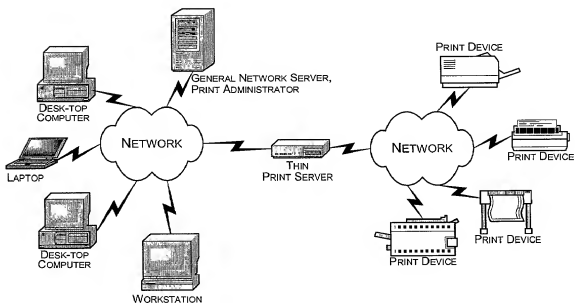 PRINT DEVICE
GENERAL NETWORK SERVER,
PRINT ADMINISTRATOR
DESK-TOP
COMPUTER
NETWORK
NETWORK
THIN
PRINT SERVER
PRINT DEVICE
LAPTOP
DESK-TOP
COMPUTER
PRINT DEVICE
PRINT DEVICE
WORKSTATION